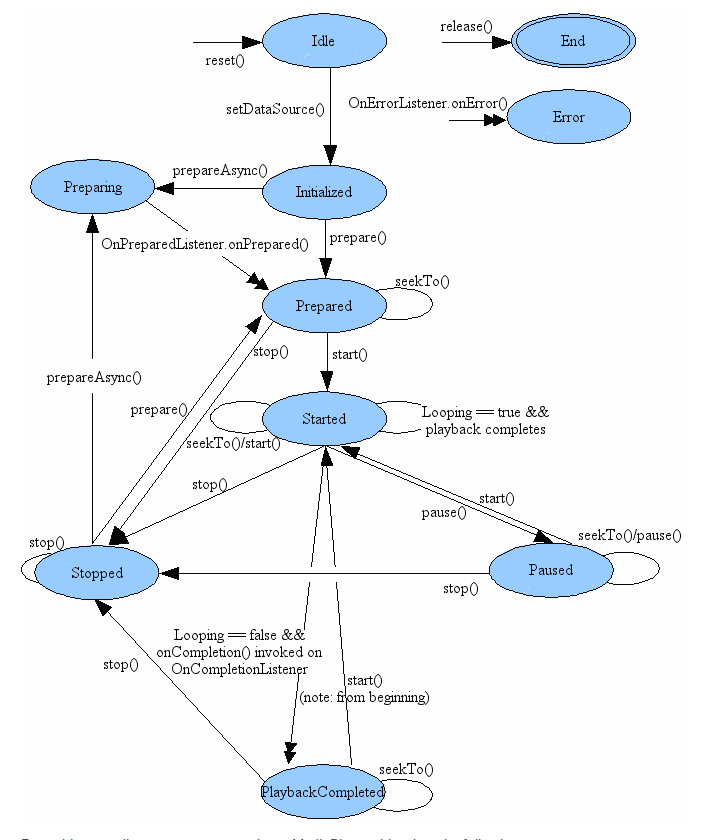 Idle
reset()
release()
End
setDataSource()
OnErrorListener.onError()
Error
prepareAsync()
Preparing
Initialized
OnPreparedListener.onPrepared()
prepare()
seekTo()
Prepared
stop()
start()
prepareAsync()
prepare()
Started
Looping == true &&
playback completes
seekTo()/start()
stop()
start()
pause()
stop()
seekTo()/pause()
Stopped
Paused
stop()
Looping == false &&
onCompletion() invoked on
OnCompletionListener
stop()
start()
(note: from beginning)
seekTo()
PlaybackCompleted